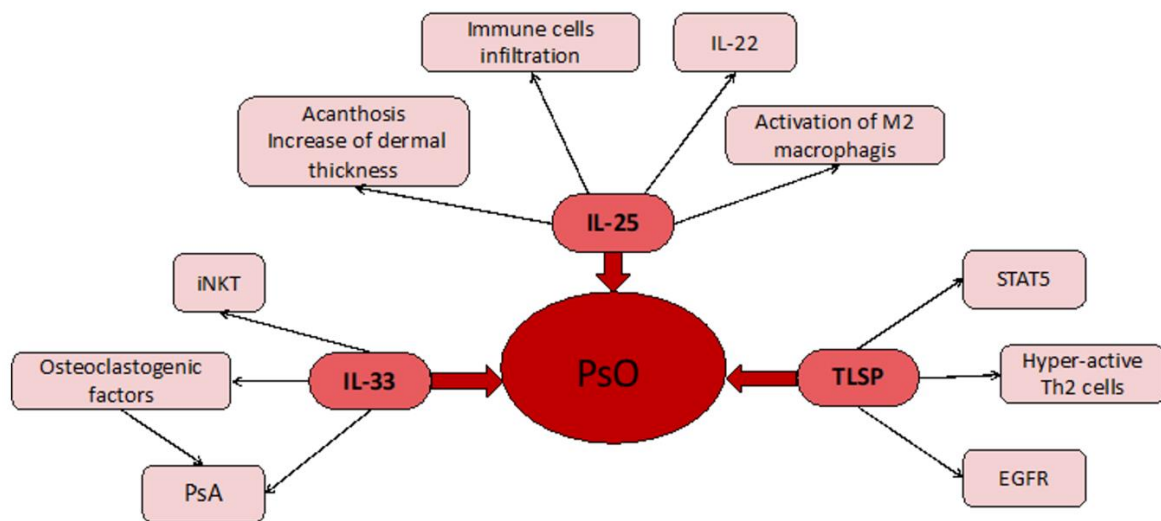 Immune cells
infiltration
IL-22
Acanthosis
Increase of dermal
thickness
Activation of M2
macrophagis
IL-25
iNKT
STAT5
Osteoclastogenic
factors
IL-33
PsO
TLSP
Hyper-active
Th2 cells
PsA
EGFR